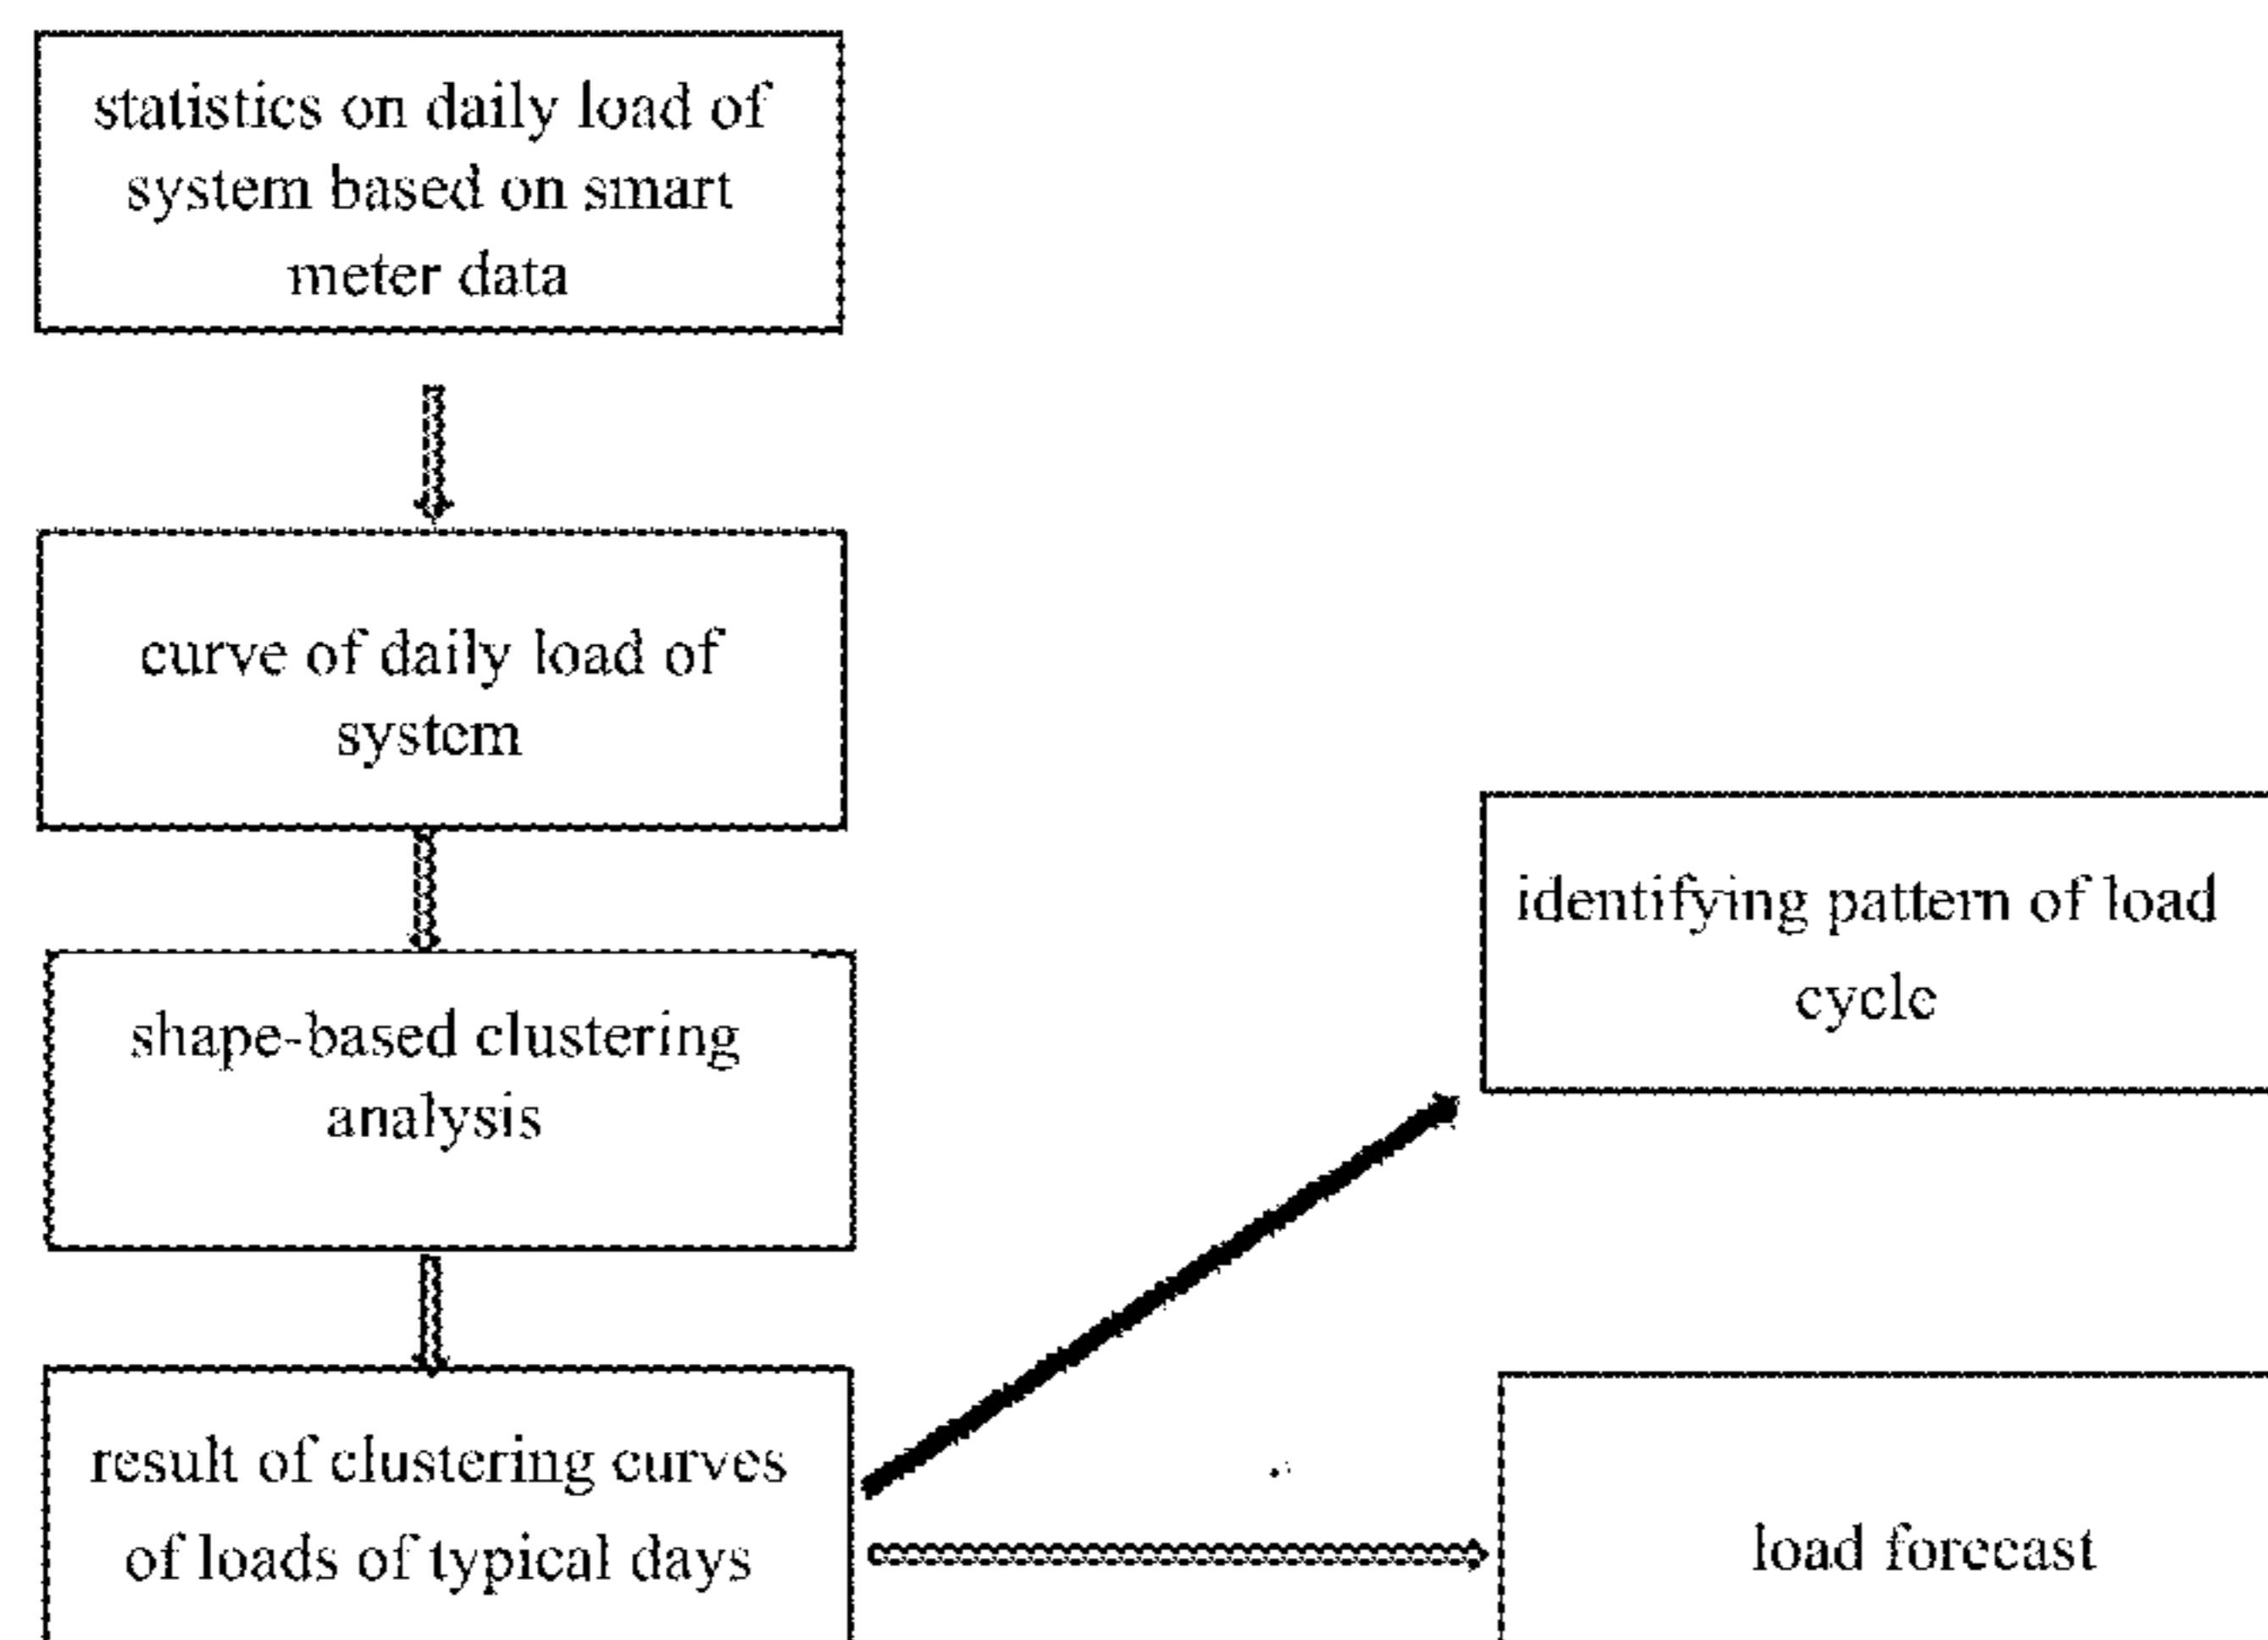 statistics on daily load of
system based on smart
meter data
curve of daily load of
system
shape-based clustering
analysis
result of clustering curves
of loads of typical days
identifying pattern of load
cycle
load forecast